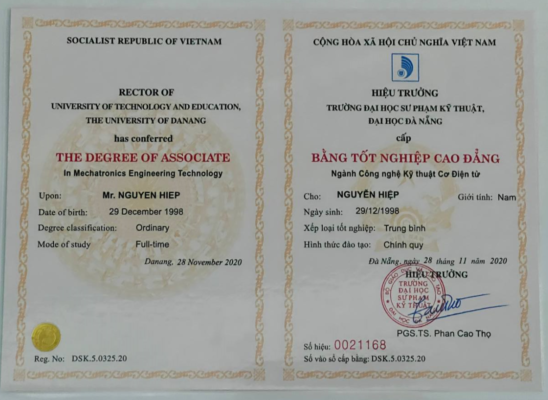 SOCIALIST REPUBLIC OF VIETNAM
RECTOR OF
UNIVERSITY OF TECHNOLOGY AND EDUCATION,
THE UNIVERSITY OF DANANG
has conferred
THE DEGREE OF ASSOCIATE
In Mechatronics Engineering Technology
Upon: Mr. NGUYEN HIEP
Date of birth: 29 December 1998
Degree classification: Ordinary
Mode of study Full-time
Danang, 28 November 2020
Reg. No: DSK.5.0325.20
CỘNG HÒA XÃ HỘI CHỦ NGHĨA VIỆT NAM
HIỆU TRƯỞNG
TRƯỜNG ĐẠI HỌC SƯ PHẠM KỸ THUẬT,
ĐẠI HỌC ĐÀ NẴNG
cấp
BẰNG TỐT NGHIỆP CAO ĐẲNG
Ngành Công nghệ Kỹ thuật Cơ Điện tử
Cho: NGUYỄN HIỆP Giới tính: Nam
Ngày sinh: 29/12/1998
Xếp loại tốt nghiệp: Trung bình
Hình thức đào tạo: Chính quy
Đà Nẵng, ngày 28 tháng 11 năm 2020
HIỆU TRƯỞNG
TRƯỜNG
ĐẠI HỌC
SƯ PHẠM
KỸ THUẬT
PGS.TS. Phan Cao Thọ
Số hiệu: 0021168
Số vào sổ cấp bằng: DSK.5.0325.20